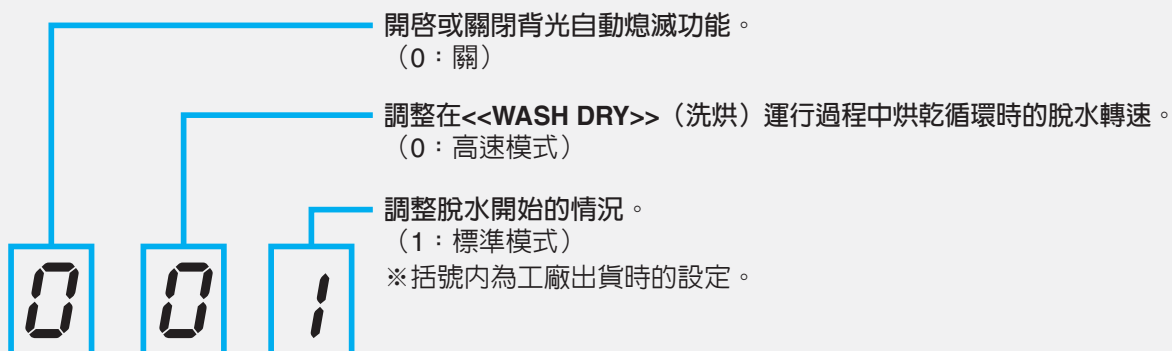 開啓或關閉背光自動熄滅功能。
（0：關）
調整在<<WASH DRY>>（洗烘）運行過程中烘乾循環時的脫水轉速。
（0：高速模式）
調整脫水開始的情況。
（1：標準模式）
※括號內為工廠出貨時的設定。
0 0 1